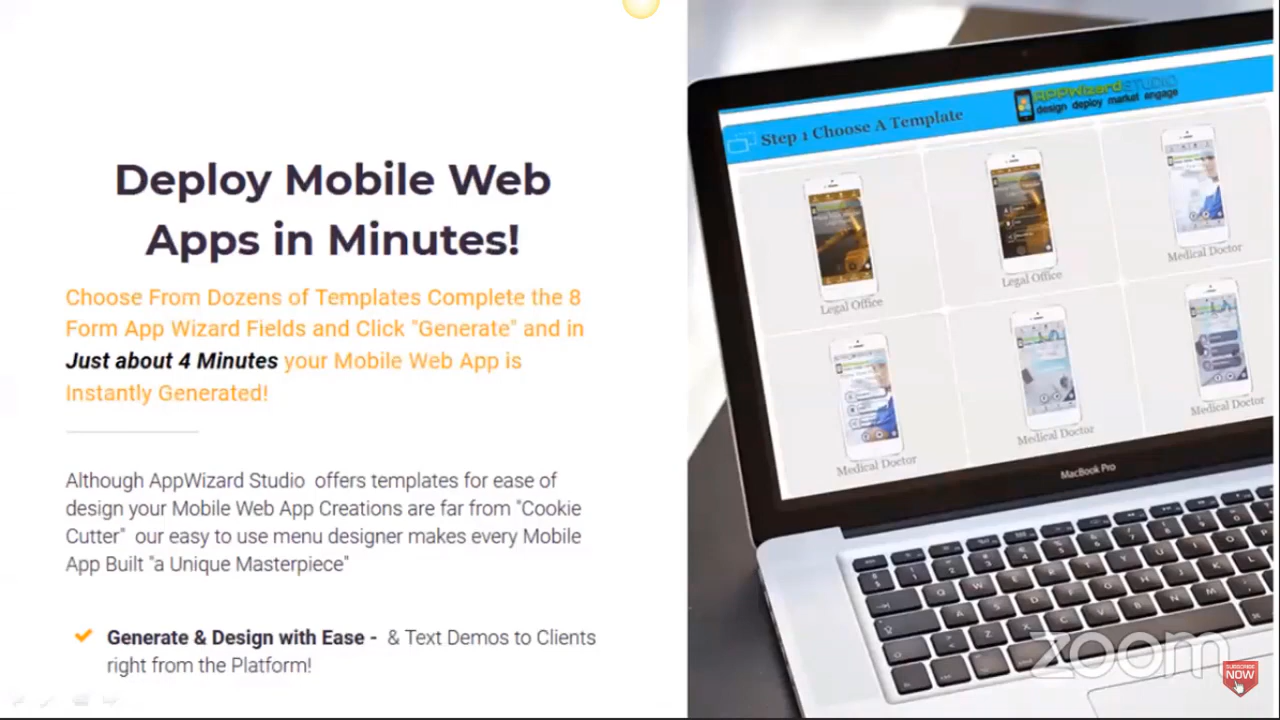 Deploy Mobile Web
Apps in Minutes!
Choose From Dozens of Templates Complete the 8
Form App Wizard Fields and Click "Generate" and in
Just about 4 Minutes your Mobile Web App is
Instantly Generated!
Although AppWizard Studio offers templates for ease of
design your Mobile Web App Creations are far from "Cookie
Cutter" our easy to use menu designer makes every Mobile
App Built "a Unique Masterpiece"
Generate & Design with Ease - & Text Demos to Clients
right from the Platform!
APPWizardSTUDIO
design deploy market engage
Step 1 Choose A Template
Legal Office
Legal Office
Medical Doctor
Medical Doctor
Medical Doctor
Medical Doctor
MacBook Pro
zoom
SUBSCRIBE
NOW